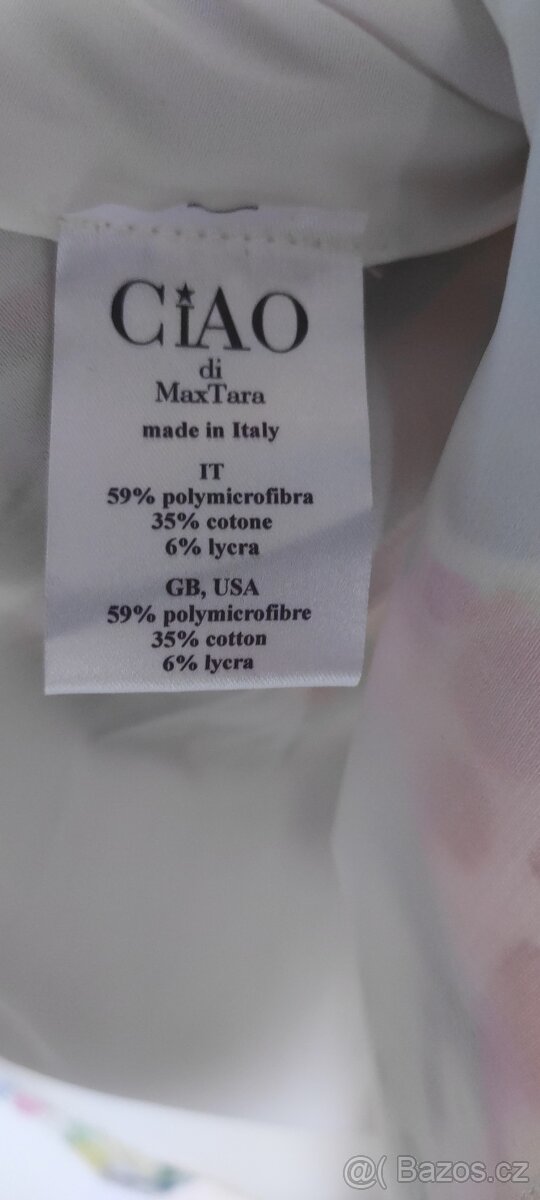 CiAO
di
MaxTara
made in Italy
IT
59% polymicrofibra
35% cotone
6% lycra
GB, USA
59% polymicrofibre
35% cotton
6% lycra
@( Bazos.cz